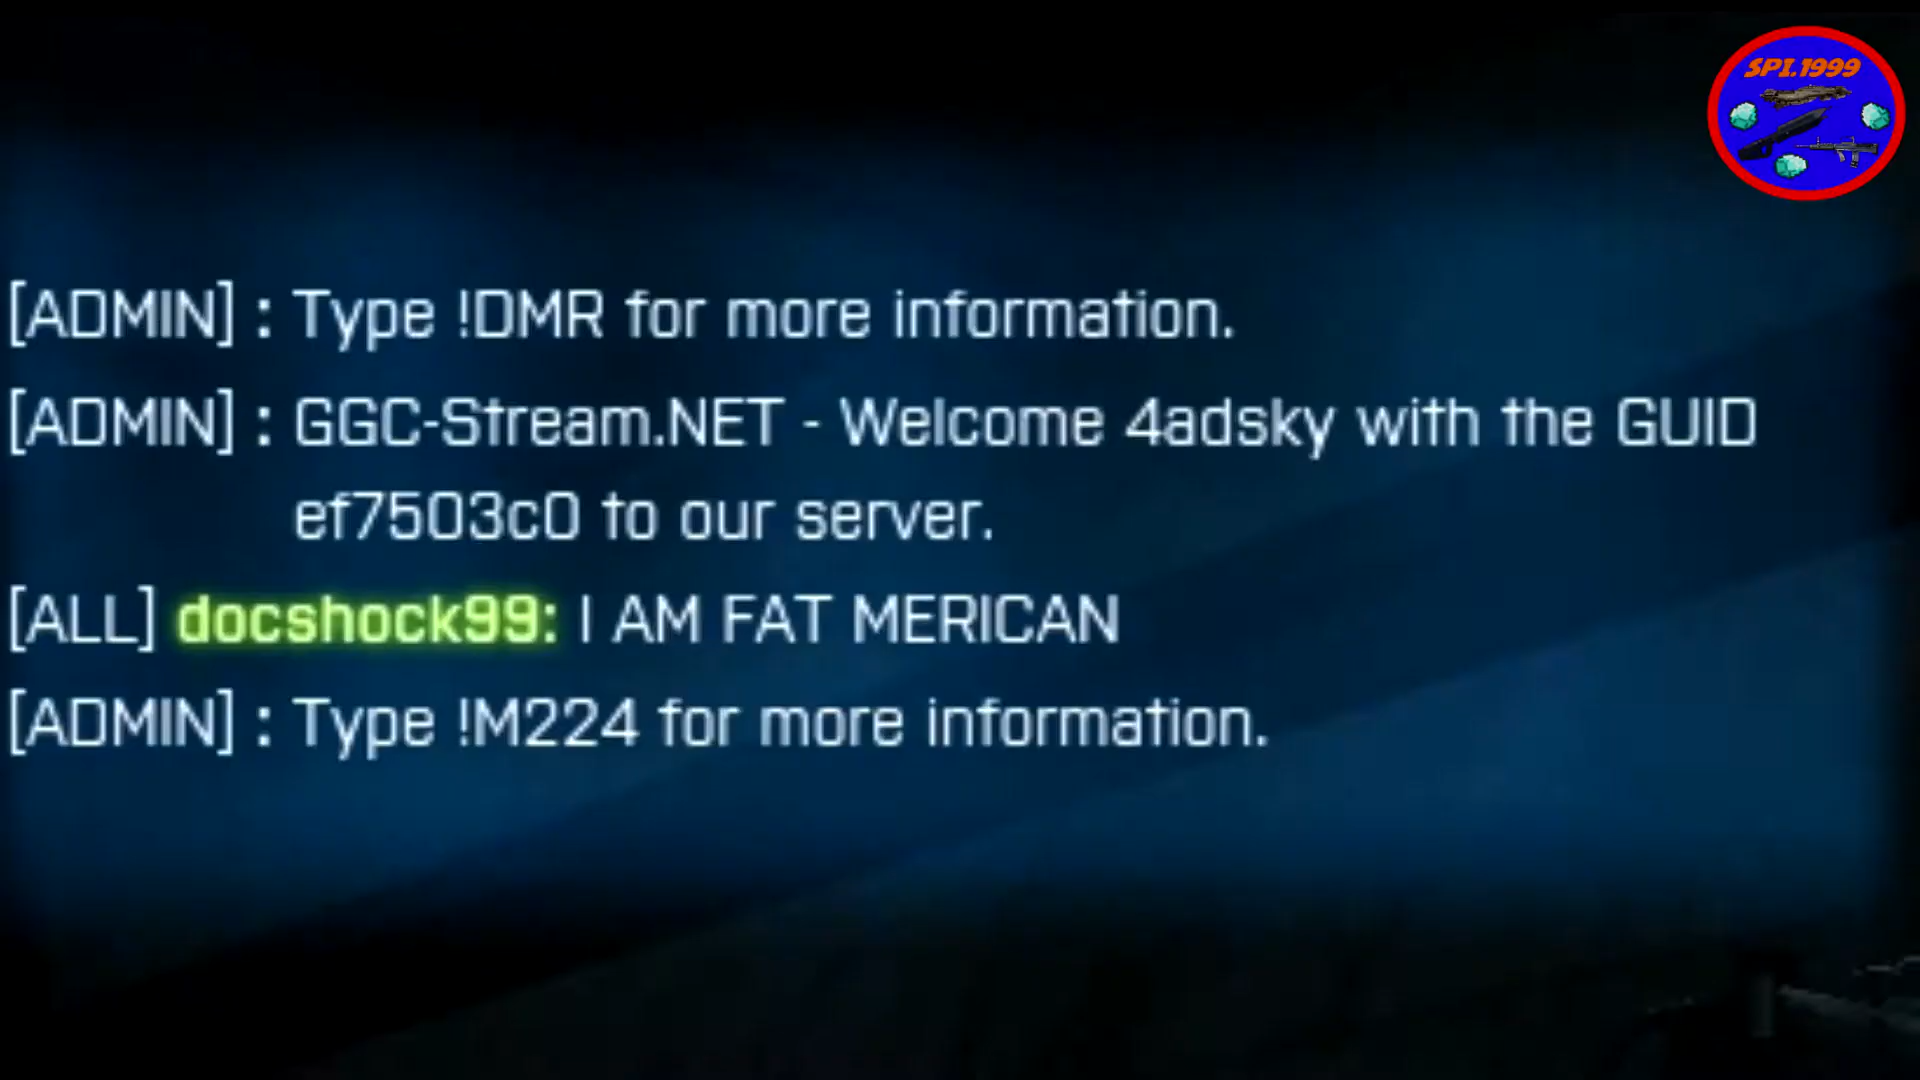 SPI.1999
[ADMIN] : Type !DMR for more information.
[ADMIN] : GGC-Stream.NET - Welcome 4adsky with the GUID
ef7503c0 to our server.
[ALL] docshock99: I AM FAT MERICAN
[ADMIN] : Type !M224 for more information.